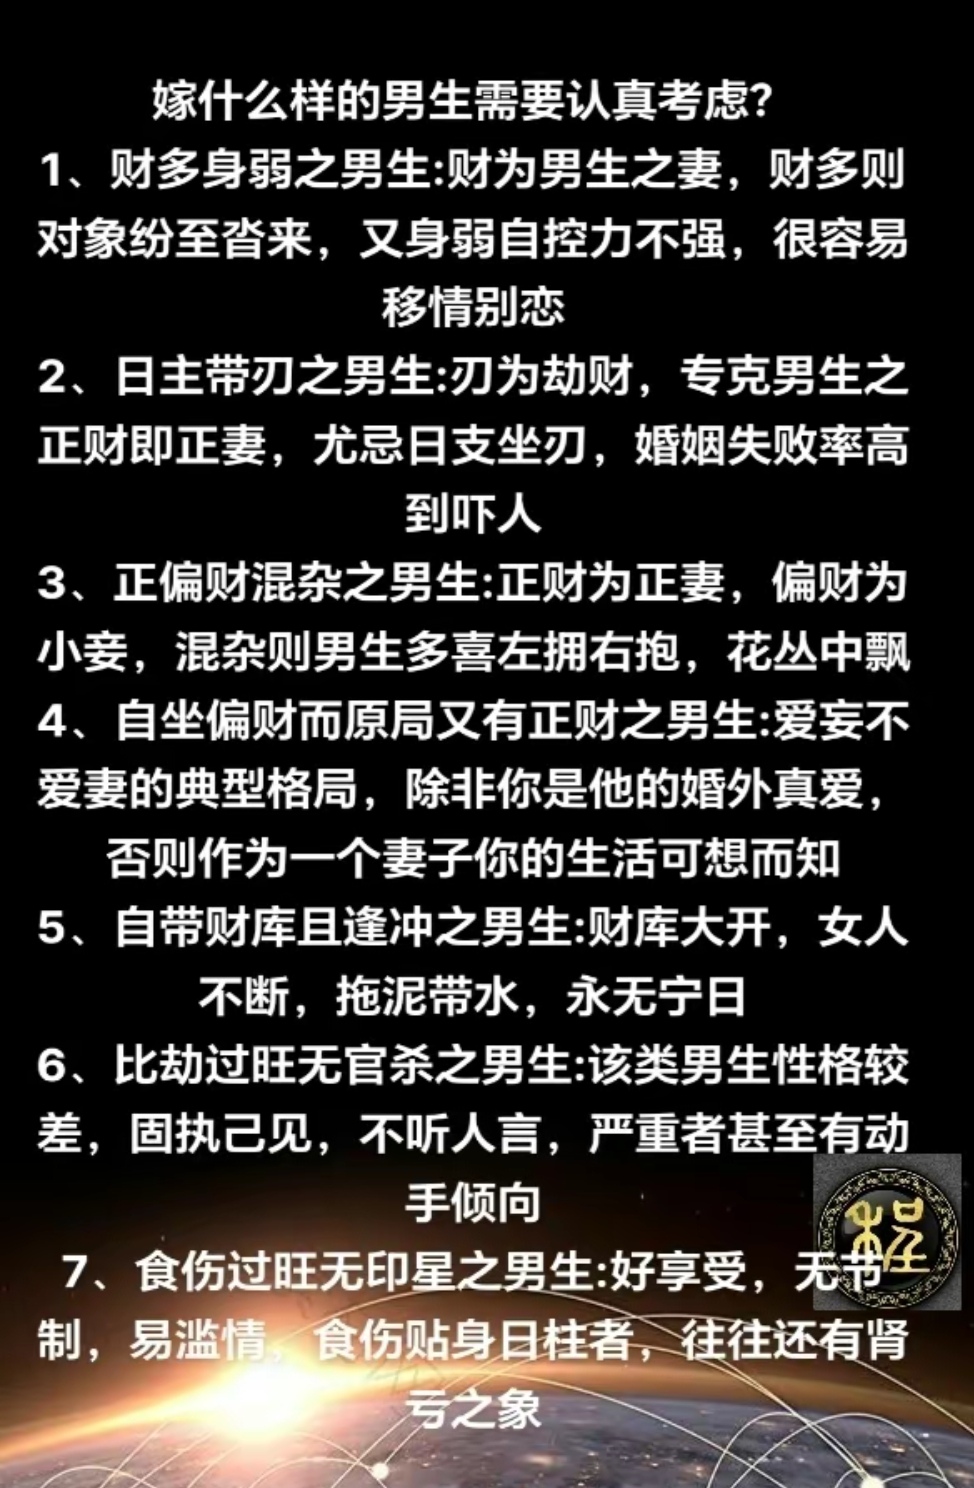 嫁什么样的男生需要认真考虑?
1、财多身弱之男生:财为男生之妻，财多则
对象纷至沓来，又身弱自控力不强，很容易
移情别恋
2、日主带刃之男生:刃为劫财，专克男生之
正财即正妻，尤忌日支坐刃，婚姻失败率高
到吓人
3、正偏财混杂之男生:正财为正妻，偏财为
小妾，混杂则男生多喜左拥右抱，花丛中飘
4、自坐偏财而原局又有正财之男生:爱妄不
爱妻的典型格局，除非你是他的婚外真爱，
否则作为一个妻子你的生活可想而知
5、自带财库且逢冲之男生:财库大开，女人
不断，拖泥带水，永无宁日
6、比劫过旺无官杀之男生:该类男生性格较
差，固执己见，不听人言，严重者甚至有动
手倾向
7、食伤过旺无印星之男生:好享受，无节
制，易滥情，食伤贴身日柱者，往往还有肾
亏之象
程